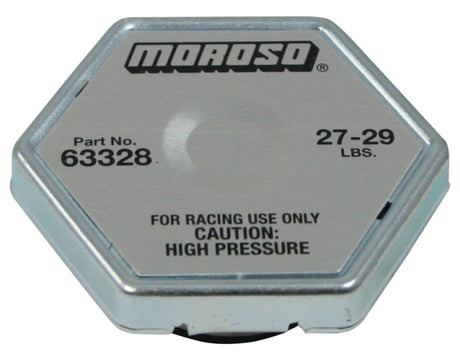 MOROSO®
Part No. 27-29
63328 LBS.
FOR RACING USE ONLY
CAUTION:
HIGH PRESSURE